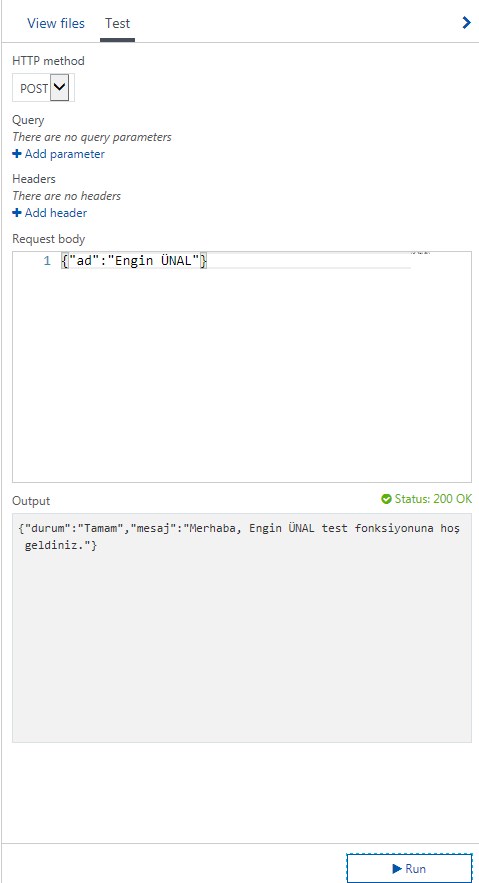 View files Test
HTTP method
POST
Query
There are no query parameters
Add parameter
Headers
There are no headers
Add header
Request body
1 {"ad":"Engin ÜNAL"}
Output Status: 200 OK
{"durum":"Tamam","mesaj":"Merhaba, Engin ÜNAL test fonksiyonuna hoş
geldiniz."}
Run